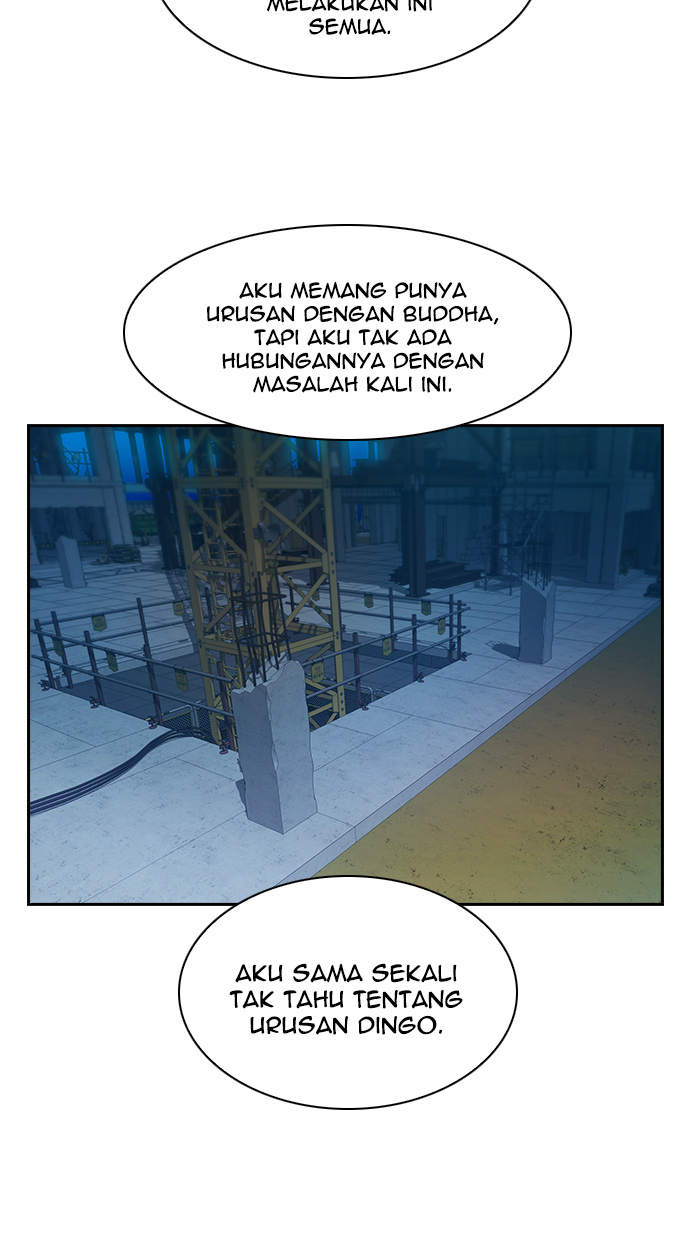 MELAKUKAN INI
SEMUA.
AKU MEMANG PUNYA
URUSAN DENGAN BUDDHA,
TAPI AKU TAK ADA
HUBUNGANNYA DENGAN
MASALAH KALI INI.
AKU SAMA SEKALI
TAK TAHU TENTANG
URUSAN DINGO.